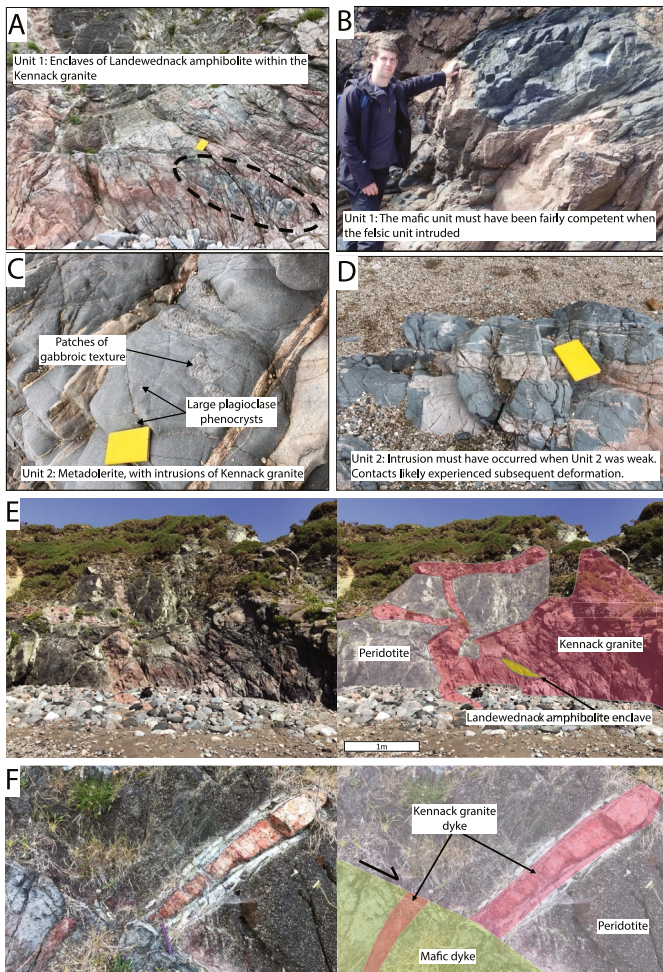 A
Unit 1: Enclaves of Landewednack amphibolite within the
Kennack granite
B
Unit 1: The mafic unit must have been fairly competent when
the felsic unit intruded
C
Patches of
gabbroic texture
Large plagioclase
phenocrysts
Unit 2: Metadolerite, with intrusions of Kennack granite
D
Unit 2: Intrusion must have occurred when Unit 2 was weak.
Contacts likely experienced subsequent deformation.
E
Peridotite
Kennack granite
Landewednack amphibolite enclave
1m
F
Kennack granite
dyke
Peridotite
Mafic dyke